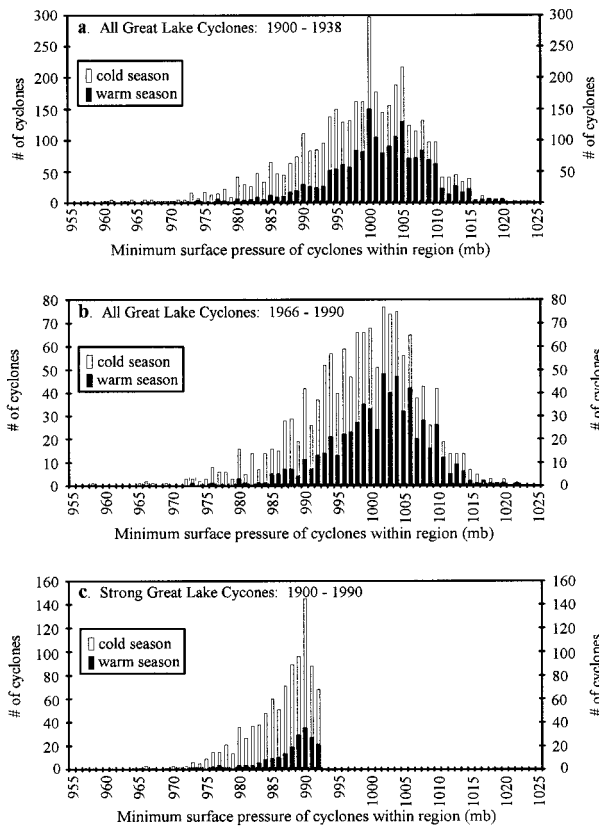 a. All Great Lake Cyclones: 1900 - 1938
cold season
warm season
# of cyclones
300
250
200
150
100
50
0
300
250
200
150
100
50
# of cyclones
955 960 965 970 975 980 985 990 995 1000 1005 1010 1015 1020 1025
Minimum surface pressure of cyclones within region (mb)
b. All Great Lake Cyclones: 1966 - 1990
cold season
warm season
# of cyclones
80
70
60
50
40
30
20
10
0
80
70
60
50
40
30
20
10
0
# of cyclones
955 960 965 970 975 980 985 990 995 1000 1005 1010 1015 1020 1025
Minimum surface pressure of cyclones within region (mb)
c. Strong Great Lake Cycones: 1900 - 1990
cold season
warm season
# of cyclones
160
140
120
100
80
60
40
20
0
160
140
120
100
80
60
40
20
0
# of cyclones
955 960 965 970 975 980 985 990 995 1000 1005 1010 1015 1020 1025
Minimum surface pressure of cyclones within region (mb)